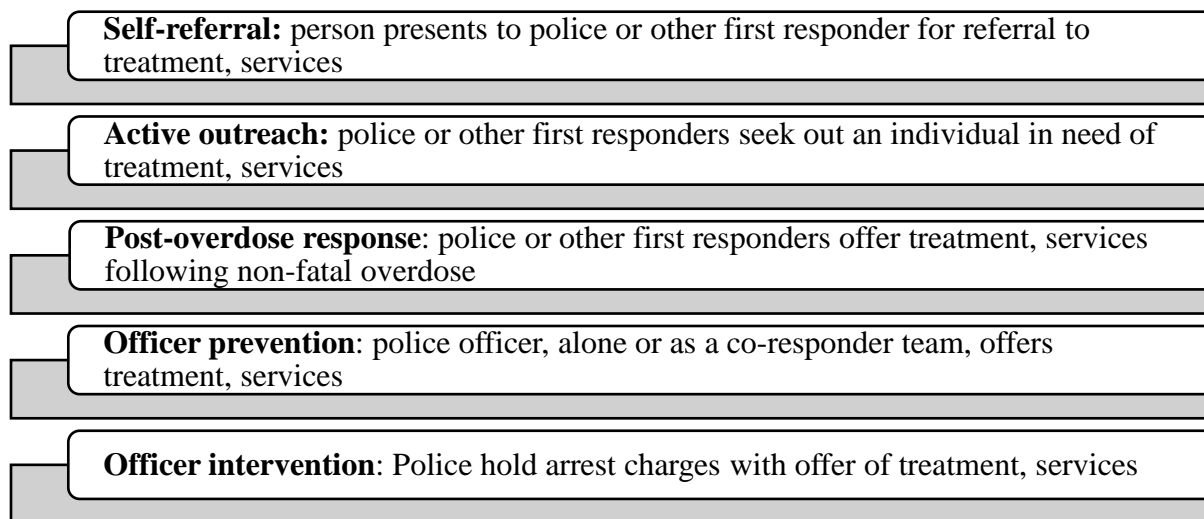 Self-referral: person presents to police or other first responder for referral to
treatment, services
Active outreach: police or other first responders seek out an individual in need of
treatment, services
Post-overdose response: police or other first responders offer treatment, services
following non-fatal overdose
Officer prevention: police officer, alone or as a co-responder team, offers
treatment, services
Officer intervention: Police hold arrest charges with offer of treatment, services